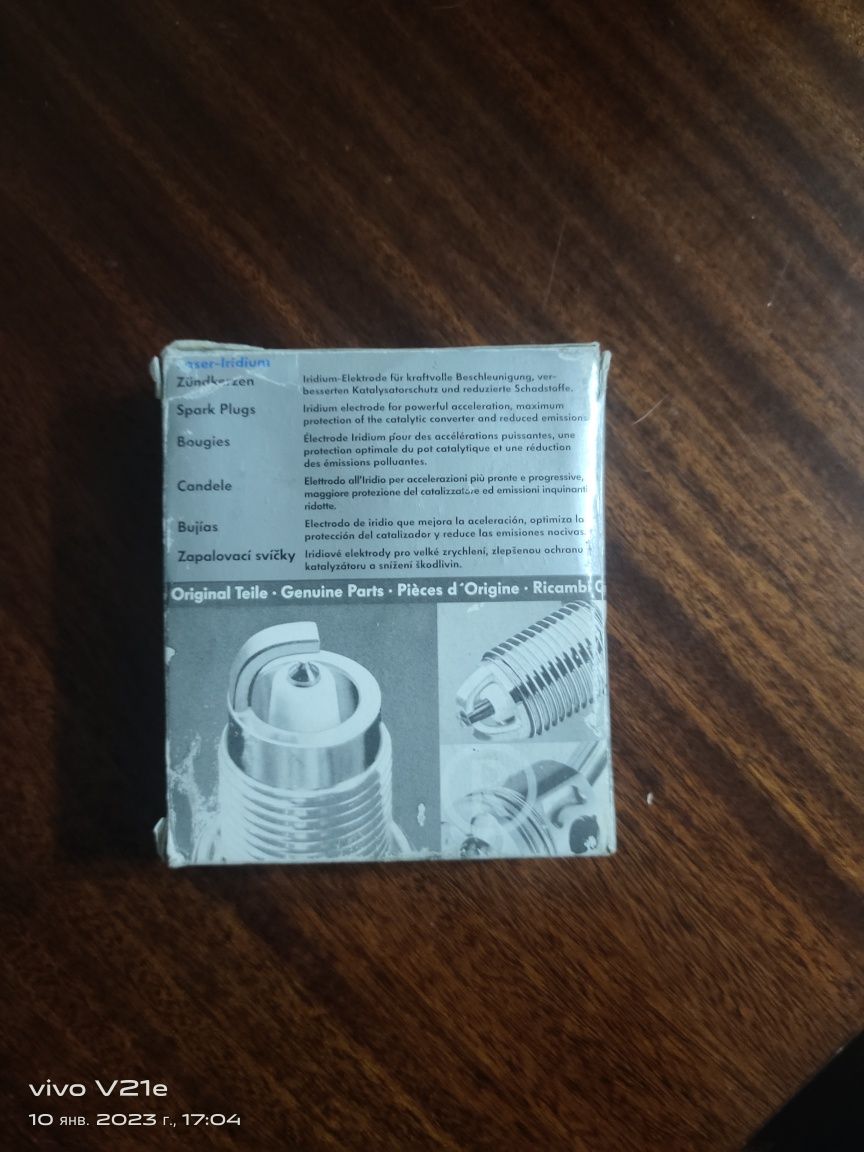 aser-Iridium
Zündkerzen
Iridium-Elektrode für kraftvolle Beschleunigung, ver-
besserten Katalysatorschutz und reduzierte Schadstoffe.
Spark Plugs
Iridium electrode for powerful acceleration, maximum
protection of the catalytic converter and reduced emissions
Bougies
Électrode Iridium pour des accélérations puissantes, une
protection optimale du pot catalytique et une réduction
des émissions polluantes.
Candele
Elettrodo all'Iridio per accelerazioni più pronte e progressive,
maggiore protezione del catalizzatore ed emissioni inquinanti
ridotte.
Bujías
Electrodo de iridio que mejora la aceleración, optimiza la
protección del catalizador y reduce las emisiones nocivas.
Zapalovací svíčky
Iridiové elektrody pro velké zrychlení, zlepšenou ochranu
katalyzátoru a snížení škodlivin.
Original Teile · Genuine Parts · Pièces d´Origine · Ricambi
vivo V21e
10 янв. 2023 г., 17:04